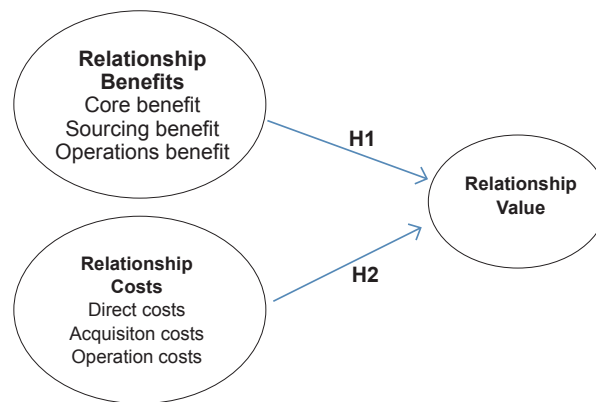 Relationship
Benefits
Core benefit
Sourcing benefit
Operations benefit
H1
Relationship
Value
Relationship
Costs
Direct costs
Acquisiton costs
Operation costs
H2